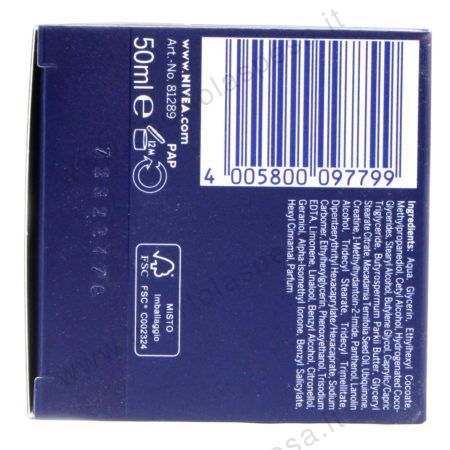 4 005800 097799
www.NIVEA.com
Art.-No. 81289
50ml e
12M
PAP
FSC
MISTO
Imballaggio
FSC® C002324
Ingredients: Aqua, Glycerin, Ethylhexyl Cocoate,
Methylpropanediol, Cetyl Alcohol, Hydrogenated Coco-
Glycerides, Stearyl Alcohol, Butylene Glycol, Caprylic/Capric
Triglyceride, Butyrospermum Parkii Butter, Glyceryl
Stearate Citrate, Macadamia Ternifolia Seed Oil, Ubiquinone,
Creatine, 1-Methylhydantoin-2-Imide, Panthenol, Lanolin
Alcohol, Tridecyl Stearate, Tridecyl Trimellitate,
Dipentaerythrityl Hexacaprylate/Hexacaprate, Sodium
Carbomer, Ethylhexylglycerin, Phenoxyethanol, Trisodium
EDTA, Limonene, Linalool, Benzyl Alcohol, Citronellol,
Geraniol, Alpha-Isomethyl Ionone, Benzyl Salicylate,
Hexyl Cinnamal, Parfum